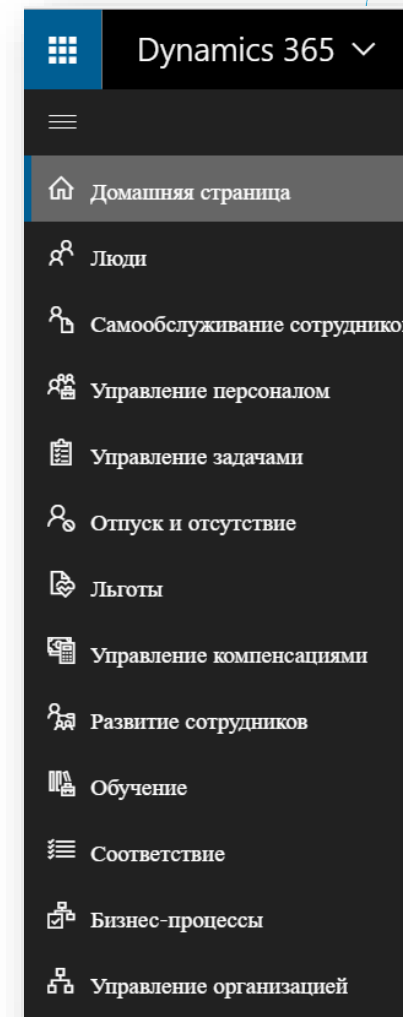 Dynamics 365
Домашняя страница
Люди
Самообслуживание сотрудников
Управление персоналом
Управление задачами
Отпуск и отсутствие
Льготы
Управление компенсациями
Развитие сотрудников
Обучение
Соответствие
Бизнес-процессы
Управление организацией